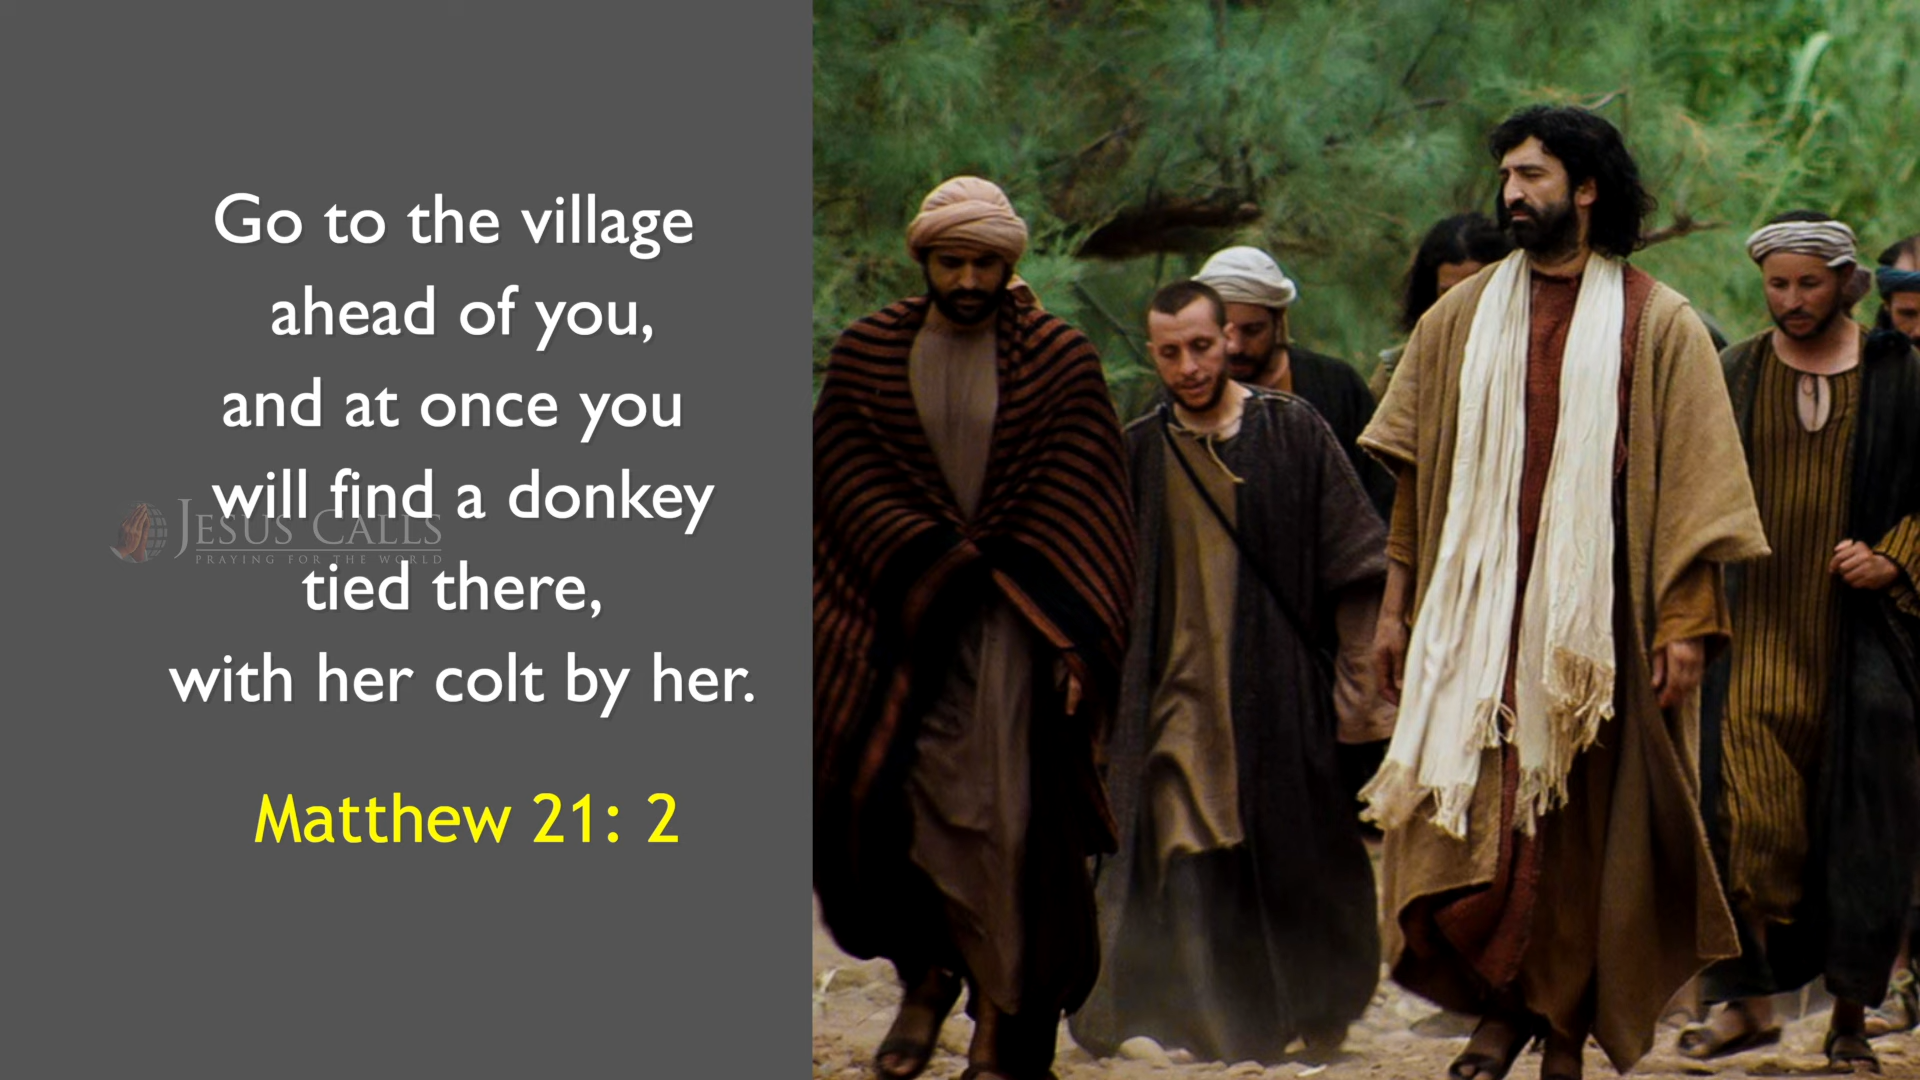 Go to the village
ahead of you,
and at once you
will find a donkey
JESUS CALLS
PRAYING FOR THE WORLD
tied there,
with her colt by her.
Matthew 21: 2